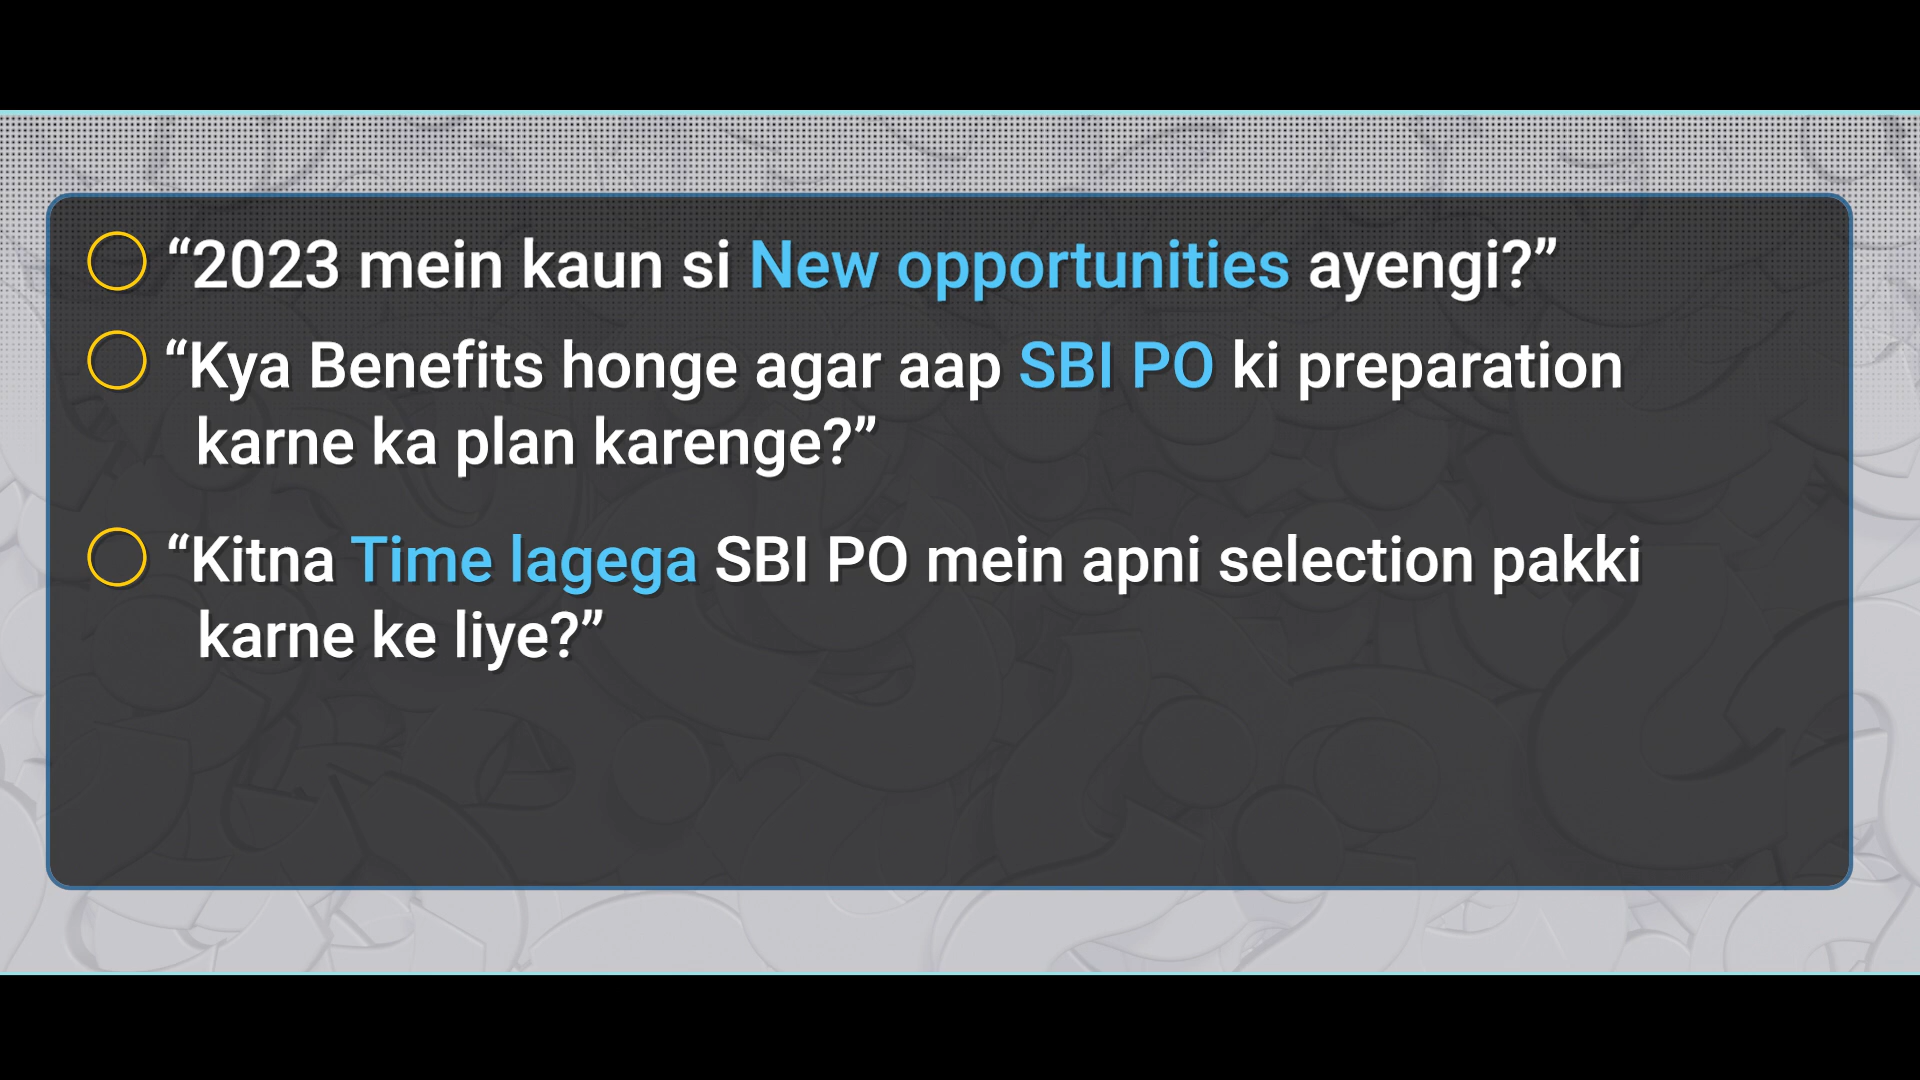 “2023 mein kaun si New opportunities ayengi?”
“Kya Benefits honge agar aap SBI PO ki preparation
karne ka plan karenge?”
“Kitna Time lagega SBI PO mein apni selection pakki
karne ke liye?”